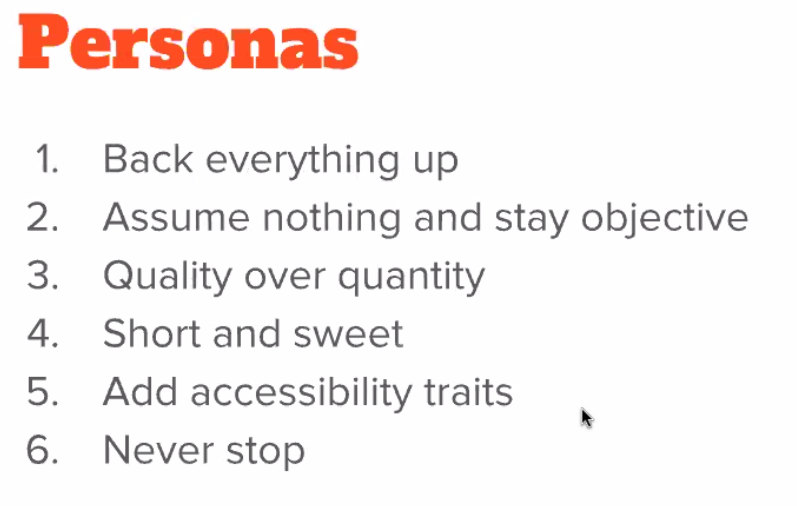 Personas
1. Back everything up
2. Assume nothing and stay objective
3. Quality over quantity
4. Short and sweet
5. Add accessibility traits
6. Never stop